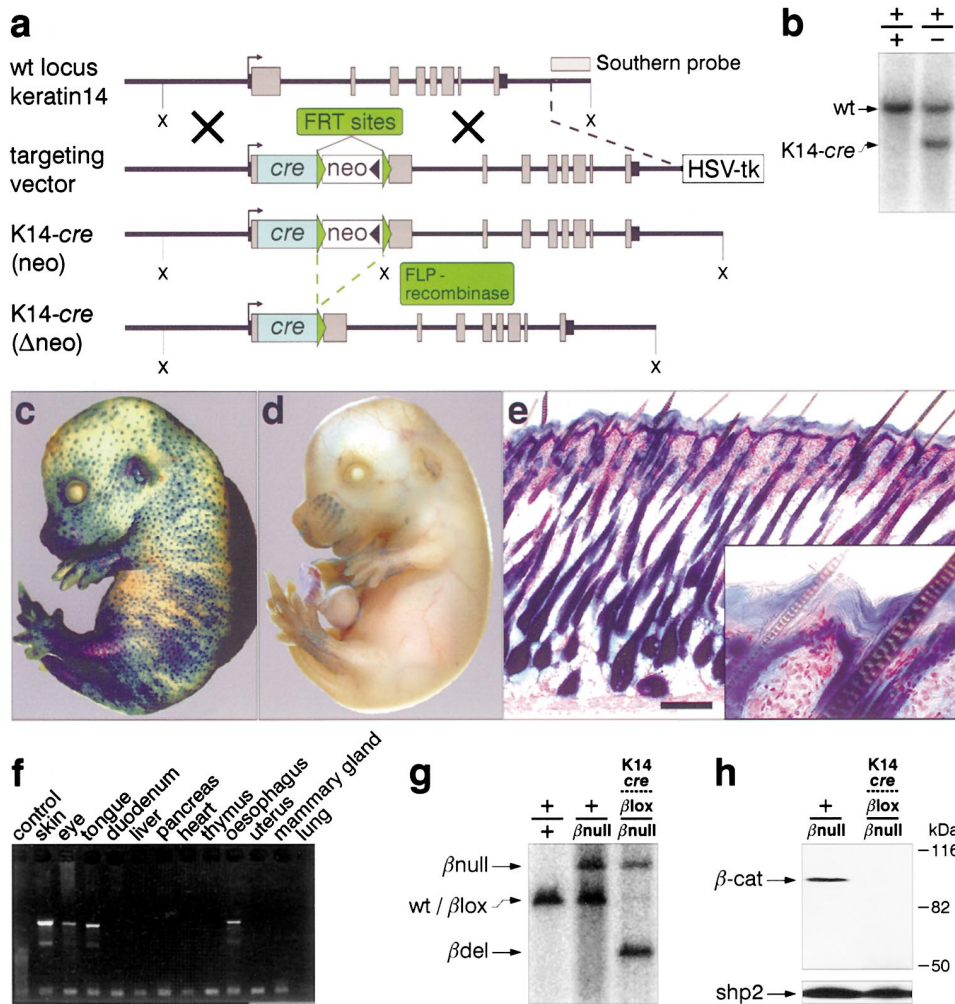 a
wt locus
keratin14
Southern probe
x
x
FRT sites
targeting
vector
cre
neo
HSV-tk
K14-cre
(neo)
cre
neo
x
x
x
FLP -
recombinase
K14-cre
(Δneo)
cre
x
x
b
+
+
+
−
wt
K14-cre
c
d
e
f
control
skin
eye
tongue
duodenum
liver
pancreas
heart
thymus
oesophagus
uterus
mammary gland
lung
g
K14
cre
+ + βlox
+ βnull βnull
βnull
wt / βlox
βdel
h
K14
cre
+ βlox
βnull βnull
kDa
116
β-cat
82
50
shp2